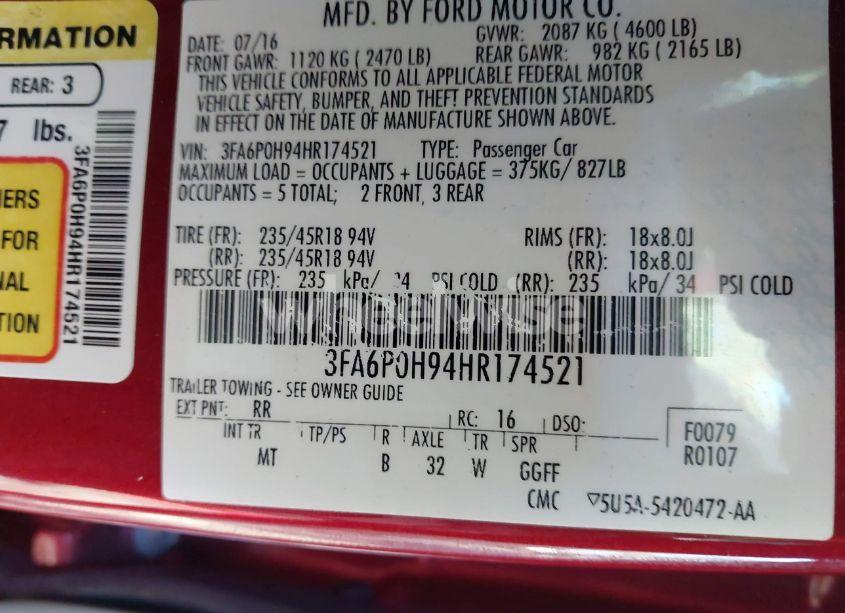 MFD. BY FORD MOTOR CO.
DATE: 07/16 GVWR: 2087 KG ( 4600 LB)
FRONT GAWR: 1120 KG ( 2470 LB) REAR GAWR: 982 KG ( 2165 LB)
THIS VEHICLE CONFORMS TO ALL APPLICABLE FEDERAL MOTOR
VEHICLE SAFETY, BUMPER, AND THEFT PREVENTION STANDARDS
IN EFFECT ON THE DATE OF MANUFACTURE SHOWN ABOVE.
VIN: 3FA6P0H94HR174521 TYPE: Passenger Car
MAXIMUM LOAD = OCCUPANTS + LUGGAGE = 375KG/ 827LB
OCCUPANTS = 5 TOTAL; 2 FRONT, 3 REAR
TIRE (FR): 235/45R18 94V RIMS (FR): 18x8.0J
(RR): 235/45R18 94V (RR): 18x8.0J
PRESSURE (FR): 235 kPa/ 34 PSI COLD (RR): 235 kPa/ 34 PSI COLD
wheelwise
3FA6P0H94HR174521
TRAILER TOWING - SEE OWNER GUIDE
EXT PNT: RR RC: 16 DSO:
INT TR TP/PS R AXLE TR SPR F0079
MT B 32 W GGFF R0107
CMC 5U5A-5420472-AA
RMATION
REAR: 3
7 lbs.
3FA6P0H94HR174521
ERS
FOR
NAL
TION